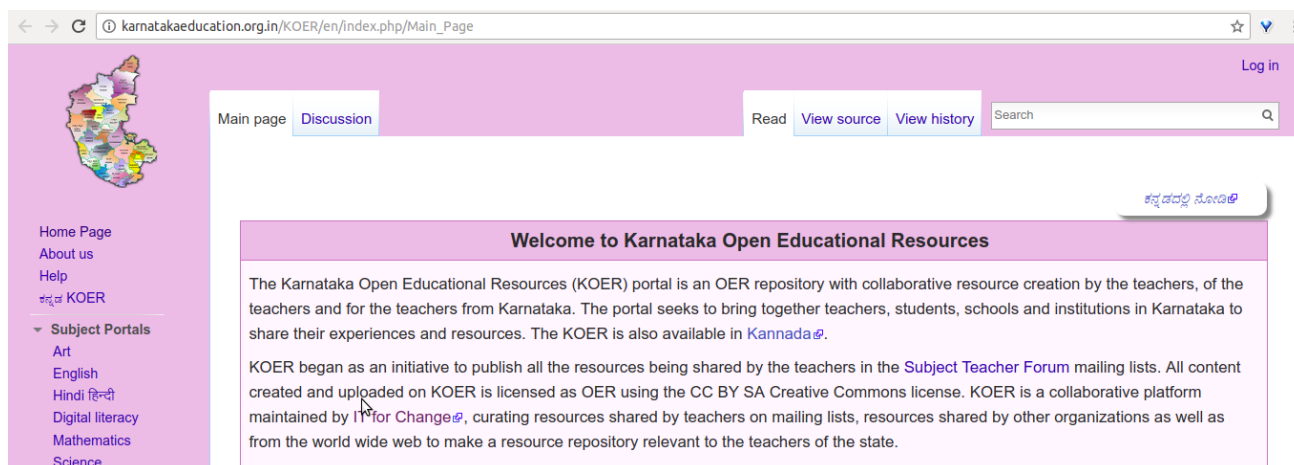 karnatakaeducation.org.in/KOER/en/index.php/Main_Page
Log in
Main page Discussion Read View source View history Search
ಕನ್ನಡದಲ್ಲಿ ನೋಡಿ
Home Page
About us
Help
ಕನ್ನಡ KOER
Subject Portals
Art
English
Hindi हिन्दी
Digital literacy
Mathematics
Science
Welcome to Karnataka Open Educational Resources
The Karnataka Open Educational Resources (KOER) portal is an OER repository with collaborative resource creation by the teachers, of the
teachers and for the teachers from Karnataka. The portal seeks to bring together teachers, students, schools and institutions in Karnataka to
share their experiences and resources. The KOER is also available in Kannada.
KOER began as an initiative to publish all the resources being shared by the teachers in the Subject Teacher Forum mailing lists. All content
created and uploaded on KOER is licensed as OER using the CC BY SA Creative Commons license. KOER is a collaborative platform
maintained by IT for Change, curating resources shared by teachers on mailing lists, resources shared by other organizations as well as
from the world wide web to make a resource repository relevant to the teachers of the state.